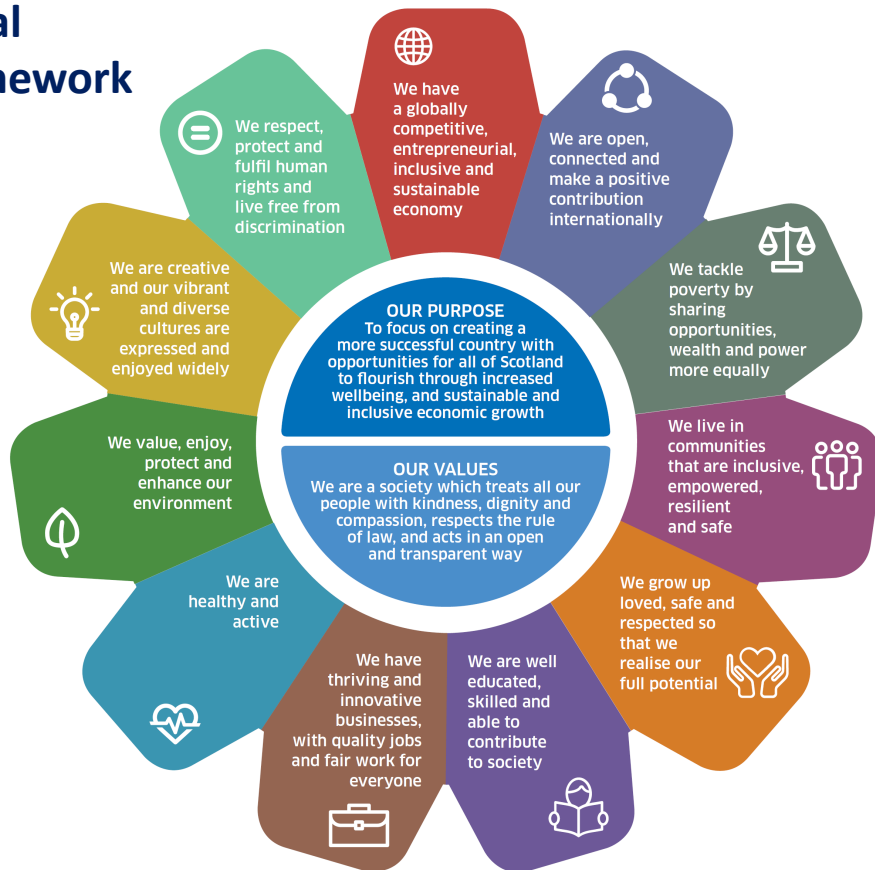 al
nework
We have
a globally
competitive,
entrepreneurial,
inclusive and
sustainable
economy
We are open,
connected and
make a positive
contribution
internationally
We tackle
poverty by
sharing
opportunities,
wealth and power
more equally
We live in
communities
that are inclusive,
empowered,
resilient
and safe
We grow up
loved, safe and
respected so
that we
realise our
full potential
We are well
educated,
skilled and
able to
contribute
to society
We have
thriving and
innovative
businesses,
with quality jobs
and fair work for
everyone
We are
healthy and
active
We value, enjoy,
protect and
enhance our
environment
We are creative
and our vibrant
and diverse
cultures are
expressed and
enjoyed widely
We respect,
protect and
fulfil human
rights and
live free from
discrimination
OUR PURPOSE
To focus on creating a
more successful country with
opportunities for all of Scotland
to flourish through increased
wellbeing, and sustainable and
inclusive economic growth
OUR VALUES
We are a society which treats all our
people with kindness, dignity and
compassion, respects the rule
of law, and acts in an open
and transparent way